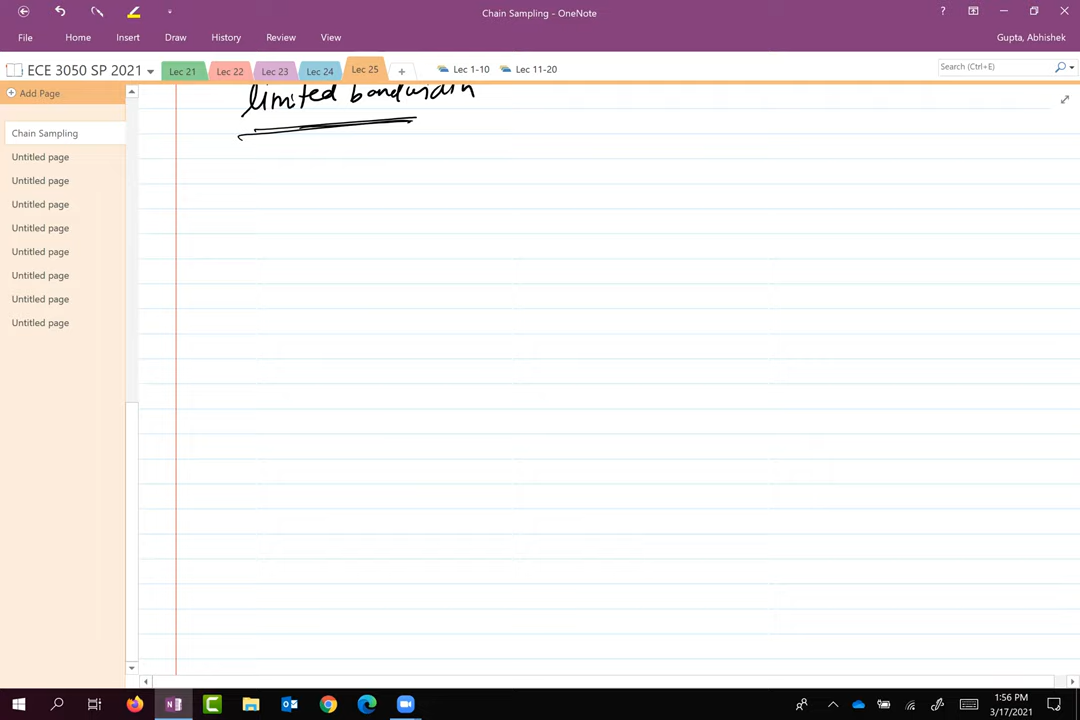 Chain Sampling - OneNote
?
File
Home
Insert
Draw
History
Review
View
Gupta, Abhishek
ECE 3050 SP 2021
Lec 21
Lec 22
Lec 23
Lec 24
Lec 25
+
Lec 1-10
Lec 11-20
Search (Ctrl+E)
Add Page
Chain Sampling
Untitled page
Untitled page
Untitled page
Untitled page
Untitled page
Untitled page
Untitled page
Untitled page
limited bandwidth
1:56 PM
3/17/2021